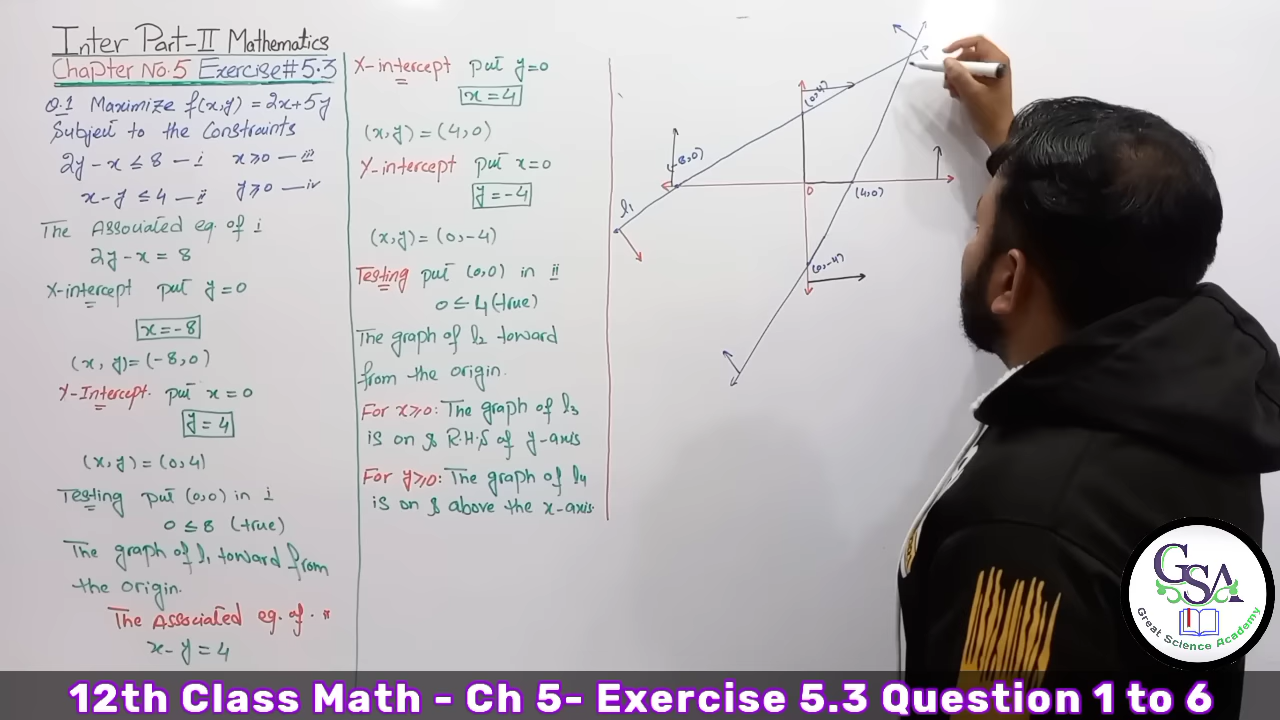 Inter Part-II Mathematics
Chapter No.5 Exercise#5.3
Q.1 Maximize f(x,y) = 2x+5y
Subject to the Constraints
2y-x ≤ 8 — i x≥0 — iii
x-y ≤ 4 — ii y≥0 — iv
The Associated eq. of i
2y-x = 8
X-intercept put y=0
x=-8
(x, y)=(-8,0)
Y-Intercept. put x=0
y=4
(x,y)=(0,4)
Testing put (0,0) in i
0≤8 (true)
The graph of l₁ toward from
the origin.
The Associated eq. of. ii
x-y=4
X-intercept put y=0
x=4
(x,y)=(4,0)
Y-intercept put x=0
y=-4
(x,y)=(0,-4)
Testing put (0,0) in ii
0≤4(true)
The graph of l₂ toward
from the origin.
For x≥0: The graph of l₃
is on R.H.S of y-axis
For y≥0: The graph of l₄
is on above the x-axis.
(0,4)
(-8,0)
l₁
0
(4,0)
(0,-4)
GSA
Great Science Academy
12th Class Math - Ch 5- Exercise 5.3 Question 1 to 6